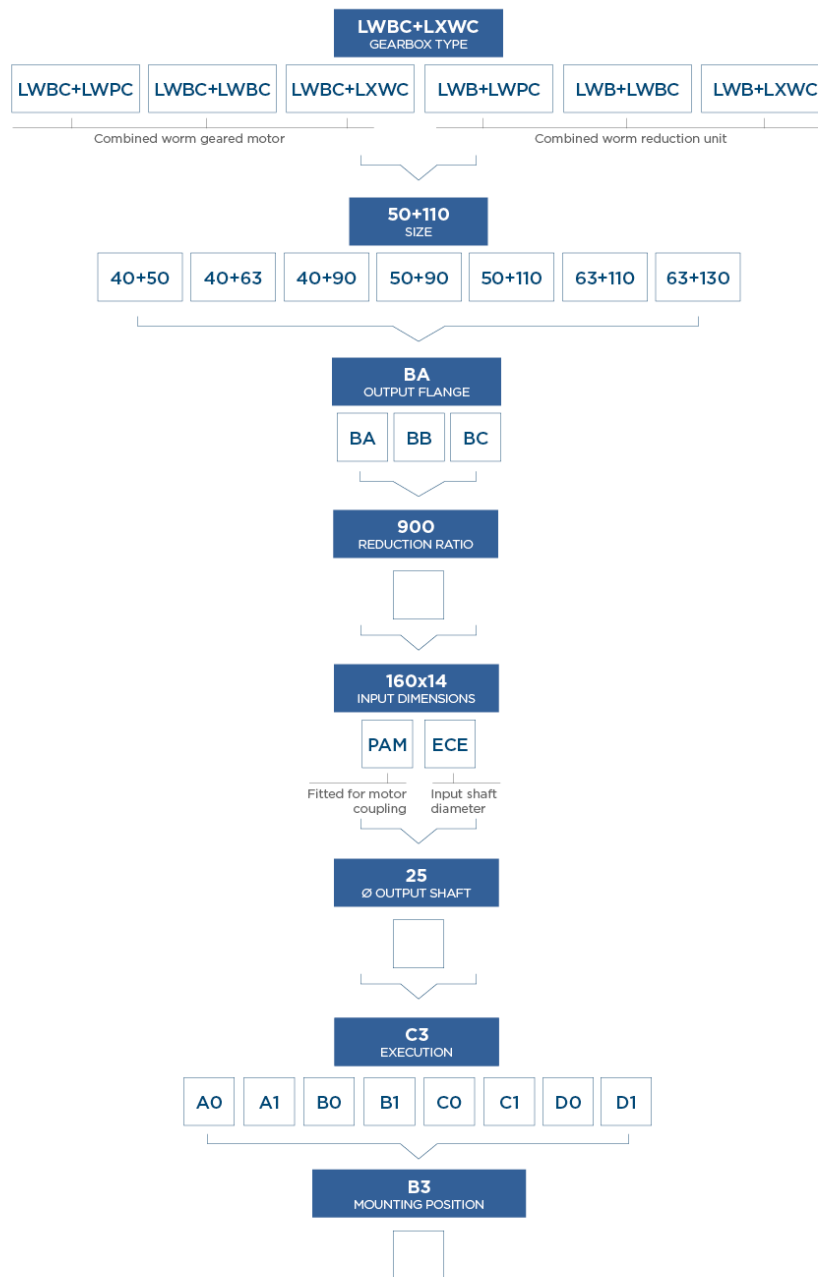 LWBC+LXWC
GEARBOX TYPE
LWBC+LWPC LWBC+LWBC LWBC+LXWC LWB+LWPC LWB+LWBC LWB+LXWC
Combined worm geared motor Combined worm reduction unit
50+110
SIZE
40+50 40+63 40+90 50+90 50+110 63+110 63+130
BA
OUTPUT FLANGE
BA BB BC
900
REDUCTION RATIO
160x14
INPUT DIMENSIONS
PAM ECE
Fitted for motor Input shaft
coupling diameter
25
Ø OUTPUT SHAFT
C3
EXECUTION
A0 A1 B0 B1 C0 C1 D0 D1
B3
MOUNTING POSITION